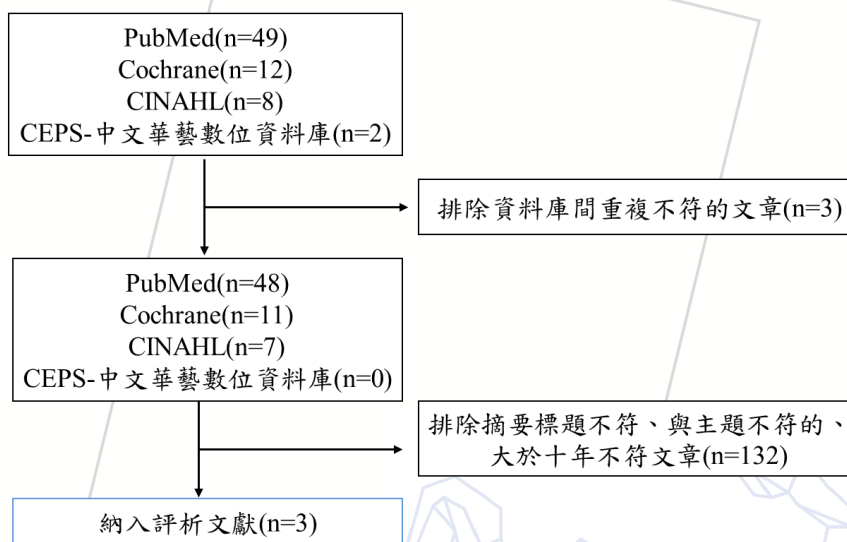 PubMed(n=49)
Cochrane(n=12)
CINAHL(n=8)
CEPS-中文華藝數位資料庫(n=2)
排除資料庫間重複不符的文章(n=3)
PubMed(n=48)
Cochrane(n=11)
CINAHL(n=7)
CEPS-中文華藝數位資料庫(n=0)
排除摘要標題不符、與主題不符的、
大於十年不符文章(n=132)
納入評析文獻(n=3)